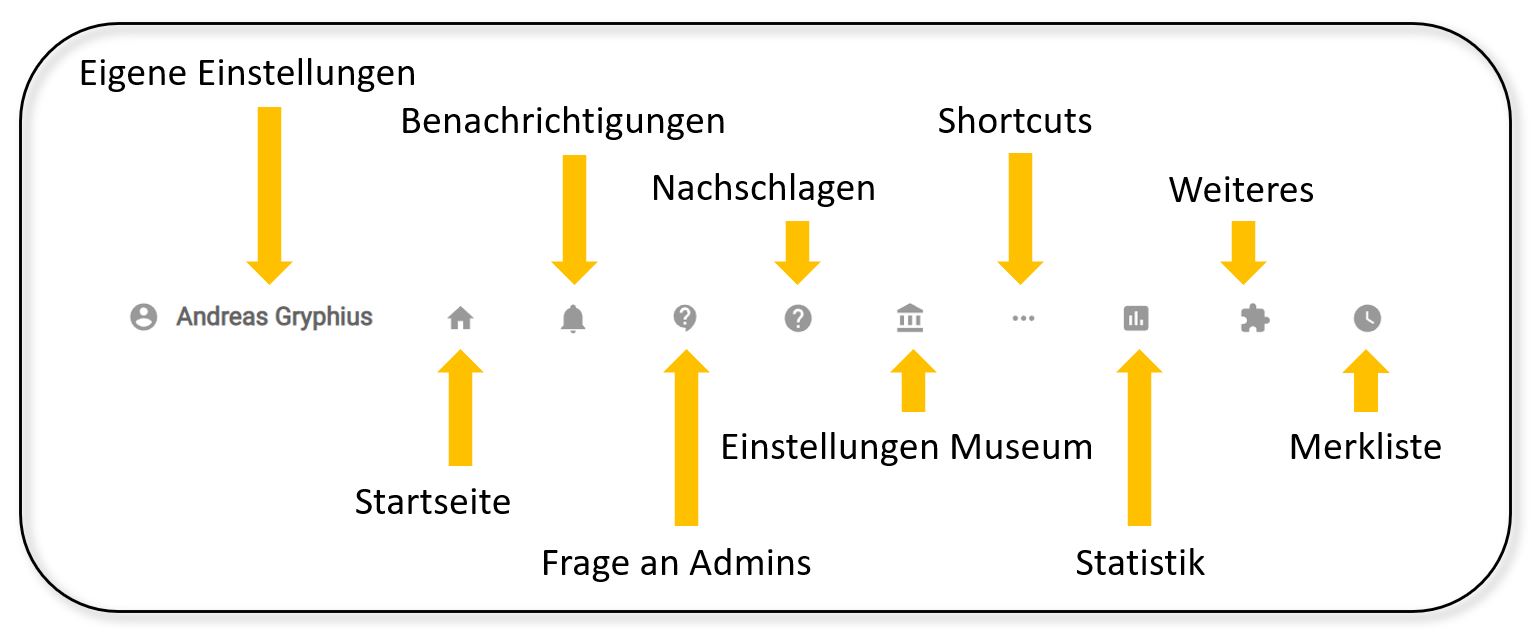 Eigene Einstellungen
Benachrichtigungen
Shortcuts
Nachschlagen
Weiteres
Andreas Gryphius
Einstellungen Museum
Merkliste
Startseite
Frage an Admins
Statistik